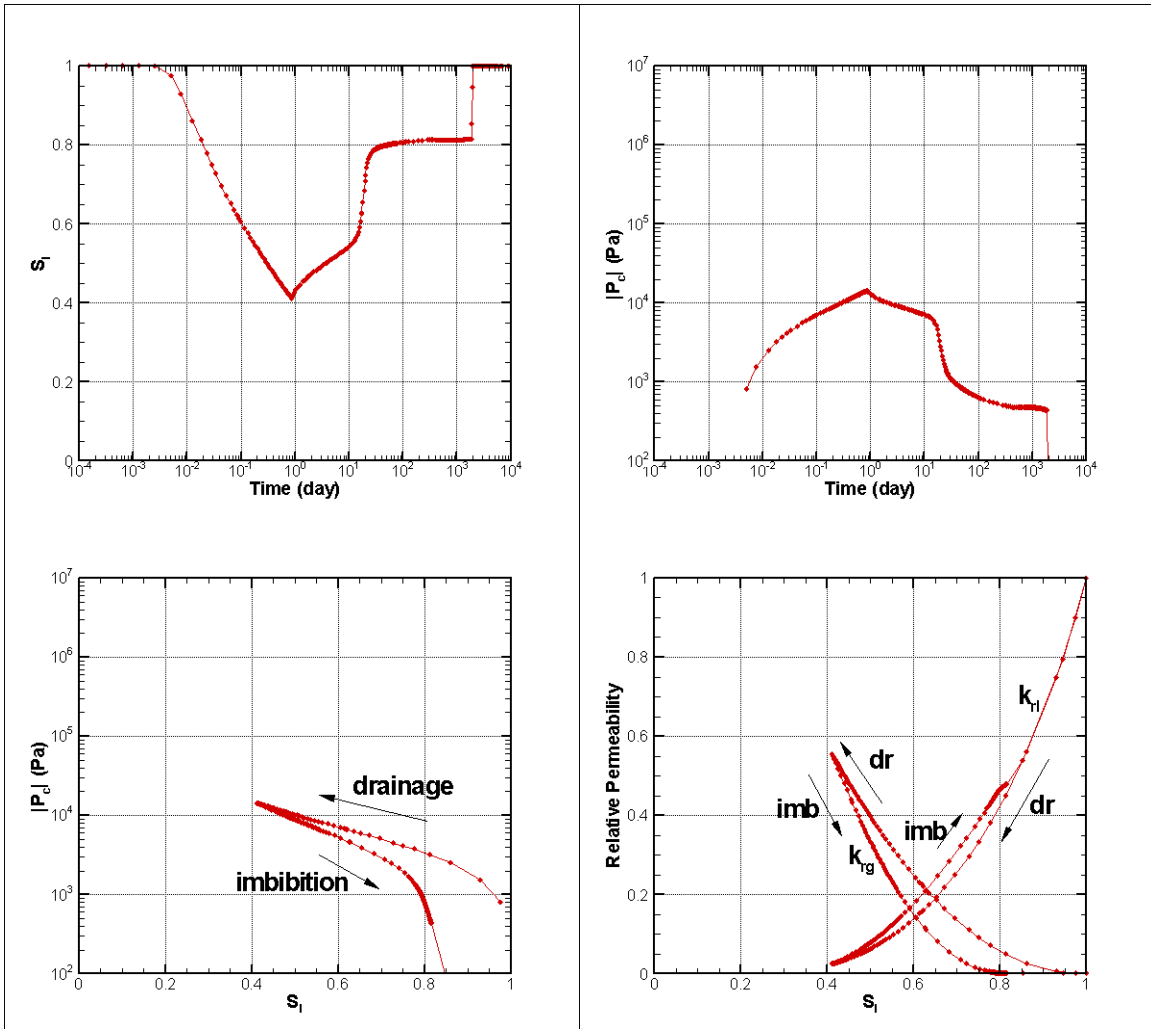 1
0.8
0.6
0.4
0.2
0
S_l
10^-4 10^-3 10^-2 10^-1 10^0 10^1 10^2 10^3 10^4
Time (day)
10^7
10^6
10^5
10^4
10^3
10^2
|P_c| (Pa)
10^-4 10^-3 10^-2 10^-1 10^0 10^1 10^2 10^3 10^4
Time (day)
10^7
10^6
10^5
10^4
10^3
10^2
|P_c| (Pa)
drainage
imbibition
0 0.2 0.4 0.6 0.8 1
S_l
1
0.8
0.6
0.4
0.2
0
Relative Permeability
k_rl
dr
imb
imb
dr
k_rg
0 0.2 0.4 0.6 0.8 1
S_l